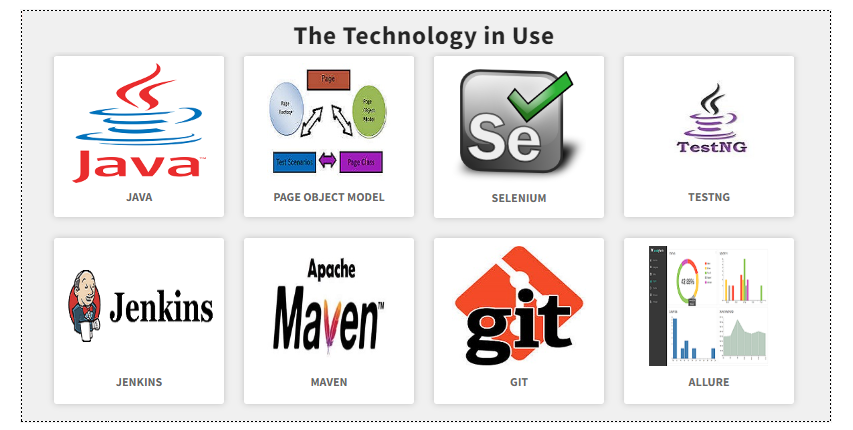 The Technology in Use
Java™
JAVA
Page
Page
Factory
Page
Object
Model
Test Scenarios
Page Class
PAGE OBJECT MODEL
Se
SELENIUM
TestNG
TESTNG
Jenkins
JENKINS
Apache
Maven™
MAVEN
git
GIT
ALLURE